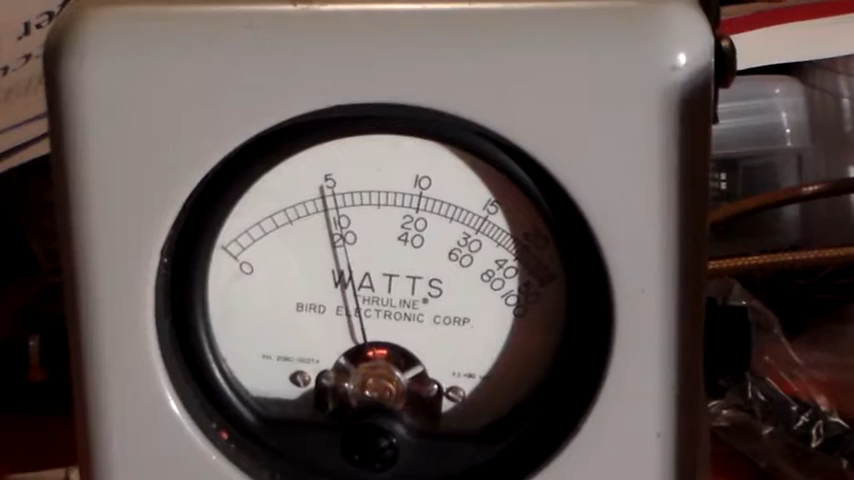 5 10 15
0 10 20 30 40
20 40 60 80 100
WATTS
THRULINE®
BIRD ELECTRONIC CORP.